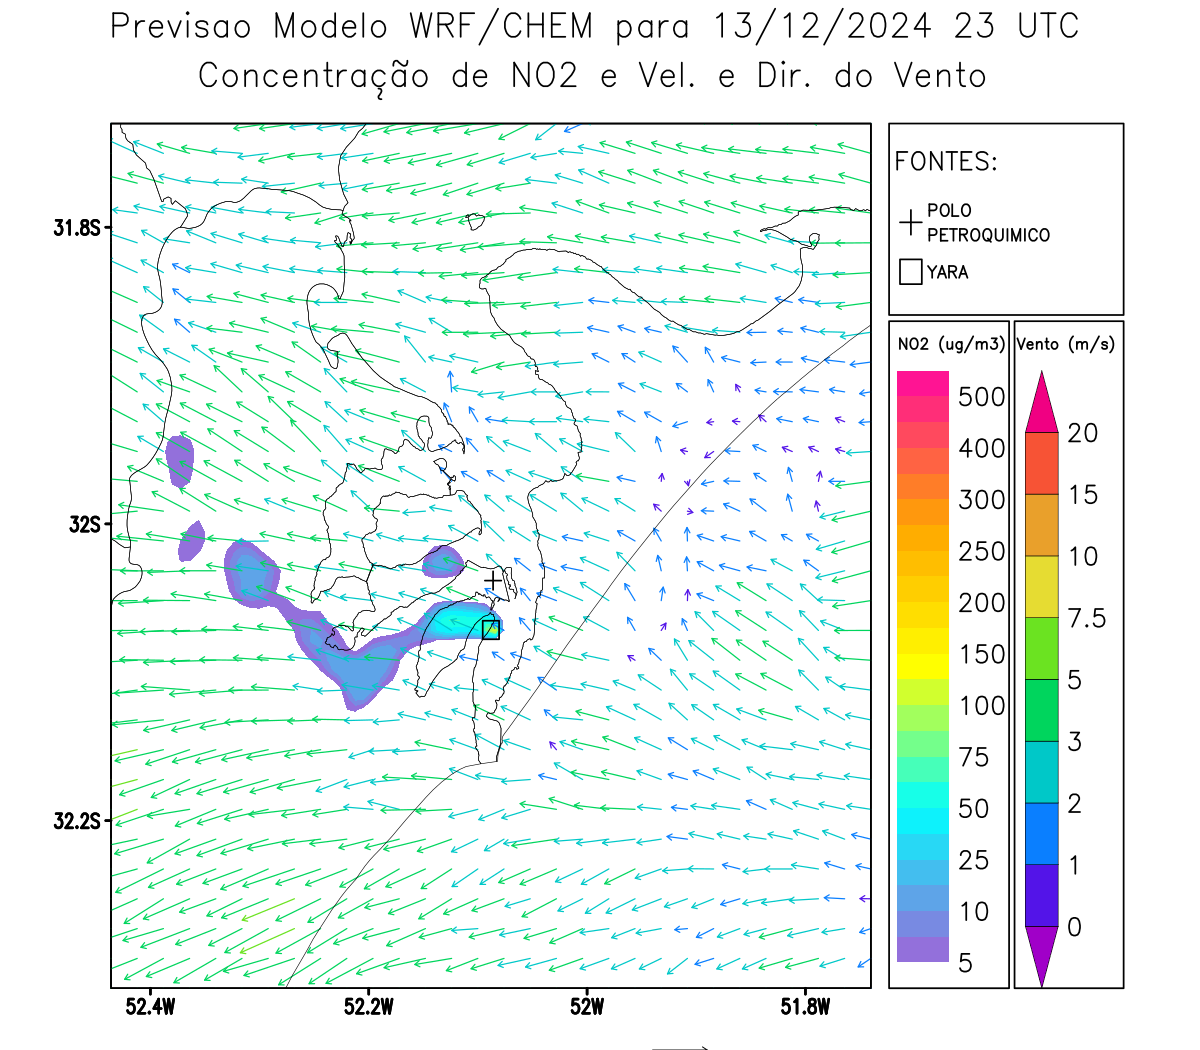 Previsao Modelo WRF/CHEM para 13/12/2024 23 UTC
Concentração de NO2 e Vel. e Dir. do Vento
FONTES:
POLO
PETROQUIMICO
YARA
NO2 (ug/m3)
500
400
300
250
200
150
100
75
50
25
10
5
Vento (m/s)
20
15
10
7.5
5
3
2
1
0
31.8S
32S
32.2S
52.4W
52.2W
52W
51.8W